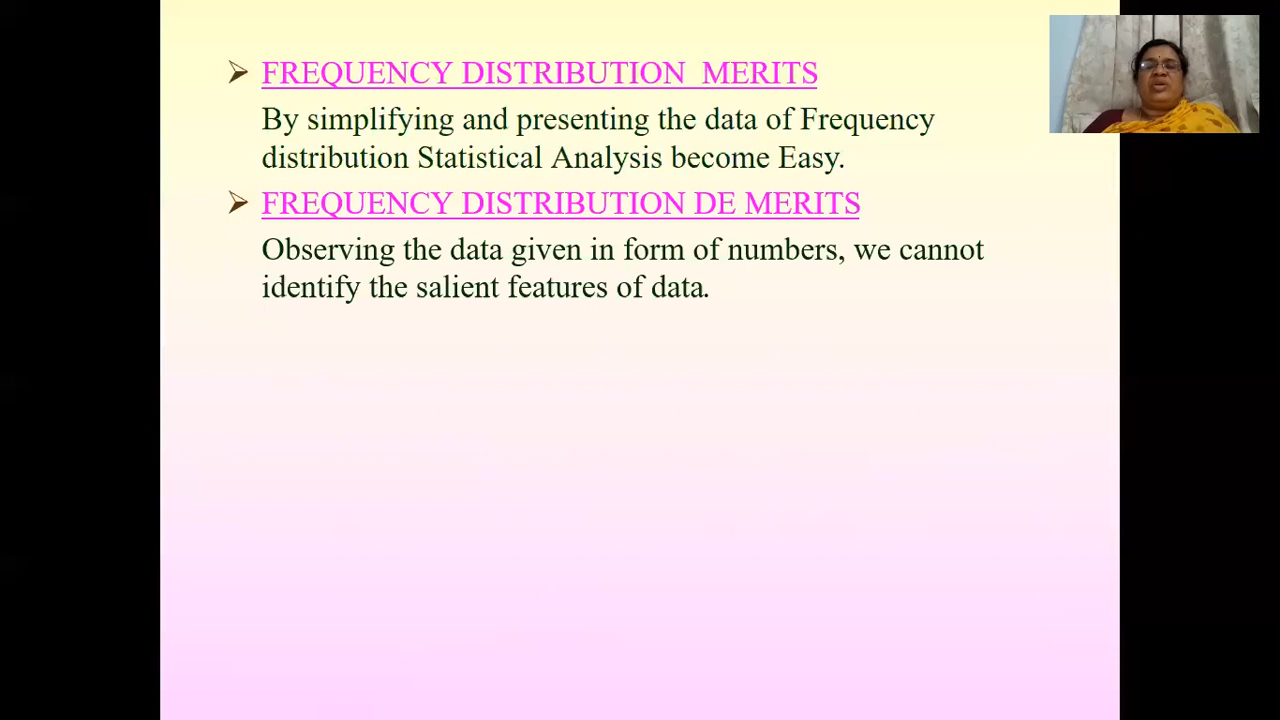 FREQUENCY DISTRIBUTION MERITS
By simplifying and presenting the data of Frequency
distribution Statistical Analysis become Easy.
FREQUENCY DISTRIBUTION DE MERITS
Observing the data given in form of numbers, we cannot
identify the salient features of data.